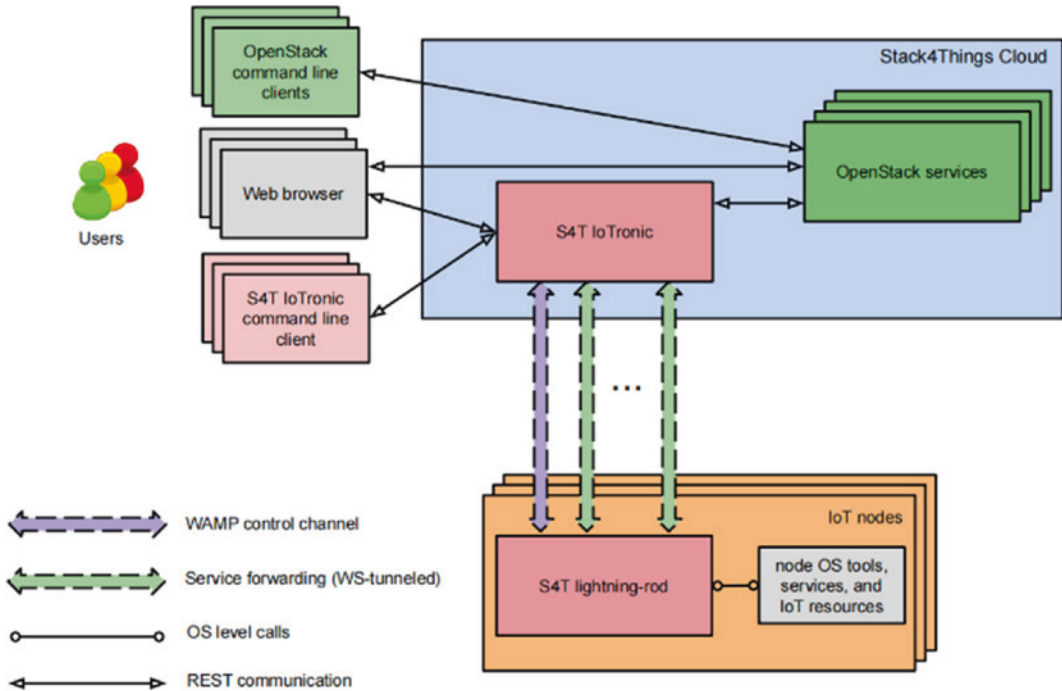 OpenStack
command line
clients
Stack4Things Cloud
Web browser
OpenStack services
S4T IoTronic
Users
S4T IoTronic
command line
client
...
WAMP control channel
IoT nodes
Service forwarding (WS-tunneled)
S4T lightning-rod
node OS tools,
services, and
IoT resources
OS level calls
REST communication